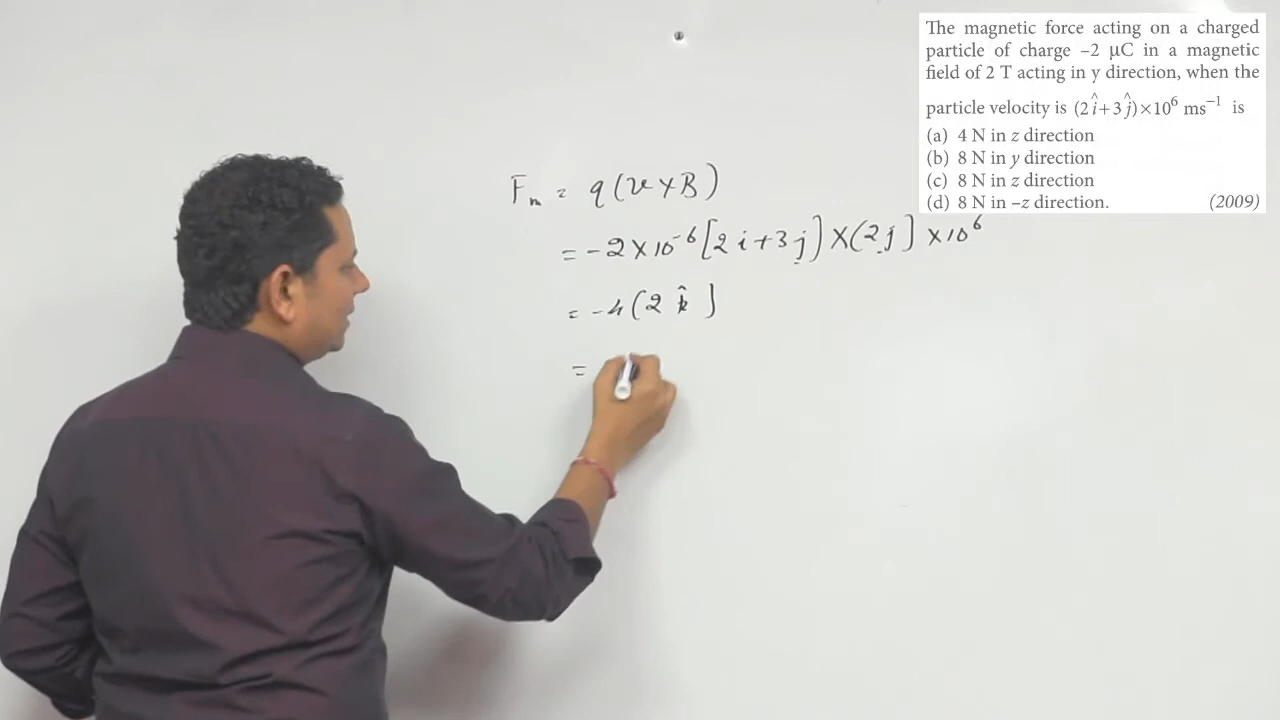 The magnetic force acting on a charged
particle of charge –2 μC in a magnetic
field of 2 T acting in y direction, when the
particle velocity is (2î+3ĵ)×10⁶ ms⁻¹ is
(a) 4 N in z direction
(b) 8 N in y direction
(c) 8 N in z direction
(d) 8 N in –z direction. (2009)
Fm = q(v×B)
= -2×10⁻⁶[2i+3j)×(2j] ×10⁶
= -4(2k̂)
=